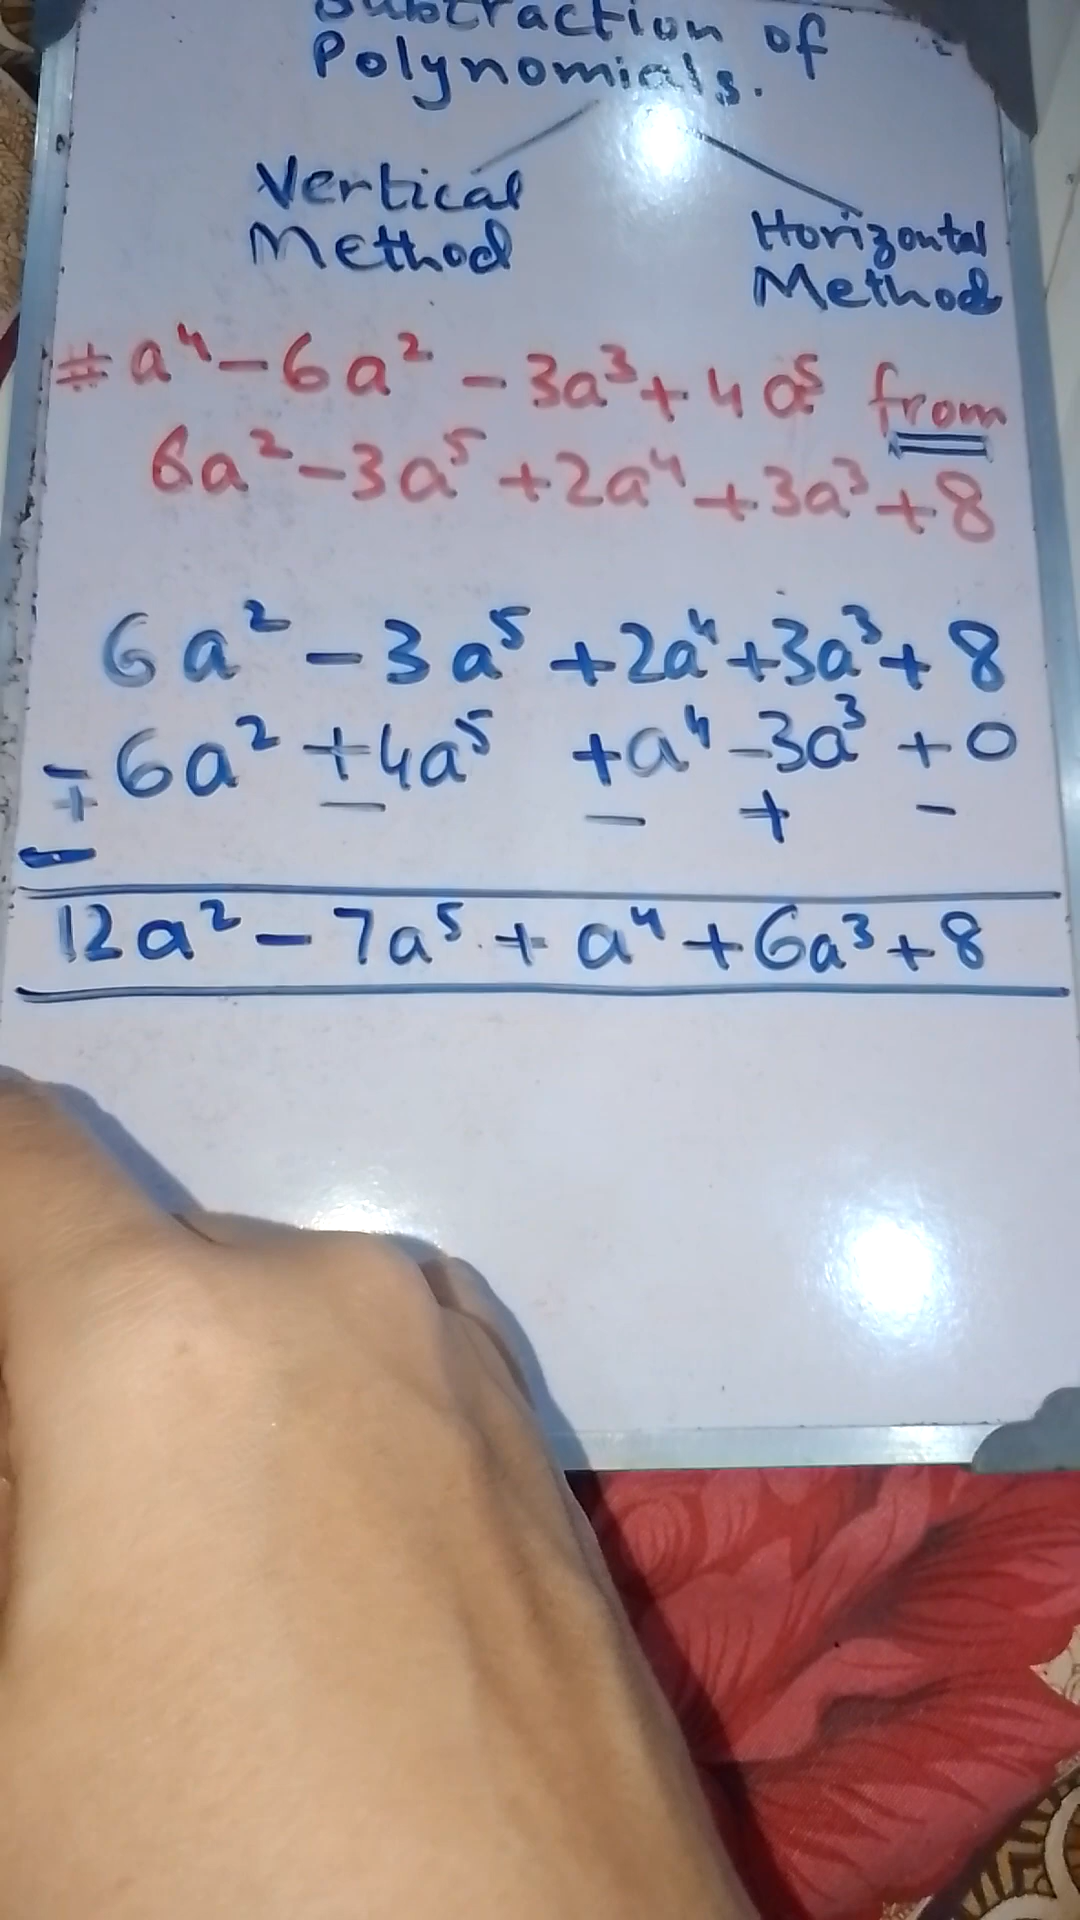 Subtraction of
Polynomials.
Vertical
Method
Horizontal
Method
# a⁴ - 6a² - 3a³ + 4a⁵ from
6a² - 3a⁵ + 2a⁴ + 3a³ + 8
6a² - 3a⁵ + 2a⁴ + 3a³ + 8
- 6a² + 4a⁵ + a⁴ - 3a³ + 0
+ - - + -
-
12a² - 7a⁵ + a⁴ + 6a³ + 8